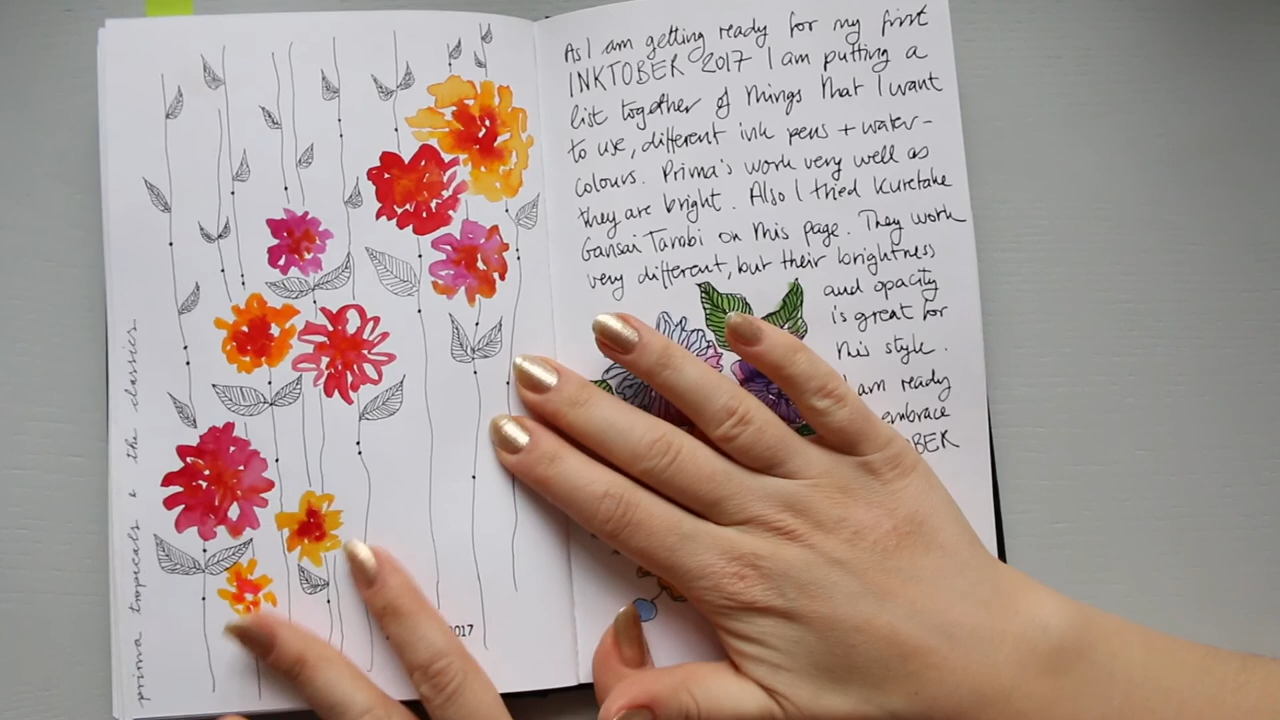 prima tropicals & the classics
2017
As I am getting ready for my first
INKTOBER 2017 I am putting a
list together of things that I want
to use, different ink pens + water-
colours. Prima's work very well as
they are bright. Also I tried Kuretake
Gansai Tambi on this page. They work
very different, but their brightness
and opacity
is great for
this style.
am ready
embrace
OBER